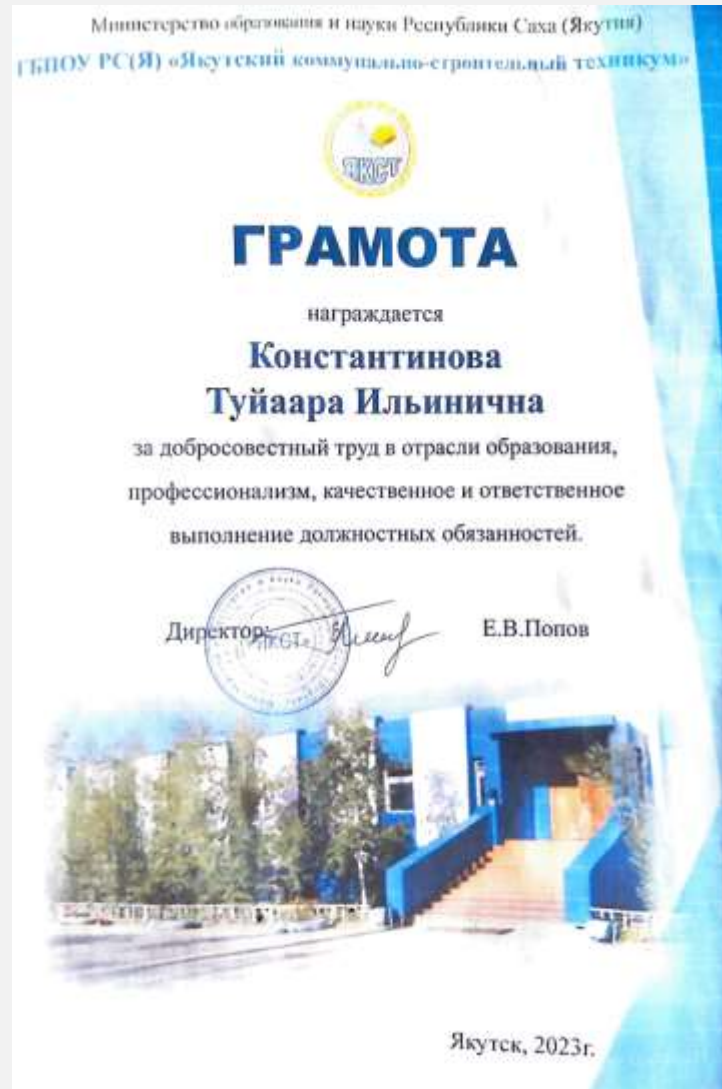 Министерство образования и науки Республики Саха (Якутия)
ГБПОУ РС(Я) «Якутский коммунально-строительный техникум»
ЯКСТ
ГРАМОТА
награждается
Константинова
Туйаара Ильинична
за добросовестный труд в отрасли образования,
профессионализм, качественное и ответственное
выполнение должностных обязанностей.
Директор: Е.В.Попов
Якутск, 2023г.